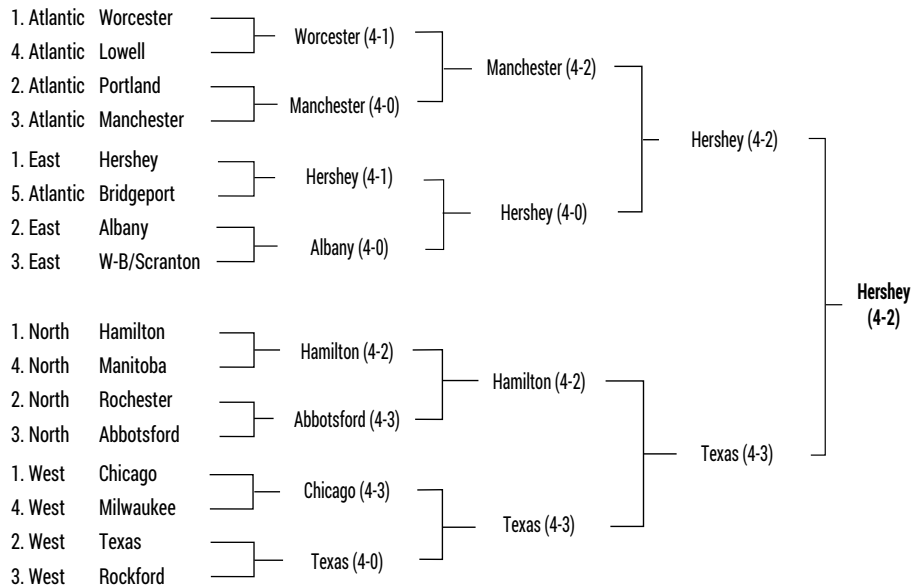 1. Atlantic Worcester
4. Atlantic Lowell
2. Atlantic Portland
3. Atlantic Manchester
1. East Hershey
5. Atlantic Bridgeport
2. East Albany
3. East W-B/Scranton
1. North Hamilton
4. North Manitoba
2. North Rochester
3. North Abbotsford
1. West Chicago
4. West Milwaukee
2. West Texas
3. West Rockford
Worcester (4-1)
Manchester (4-0)
Hershey (4-1)
Albany (4-0)
Hamilton (4-2)
Abbotsford (4-3)
Chicago (4-3)
Texas (4-0)
Manchester (4-2)
Hershey (4-0)
Hamilton (4-2)
Texas (4-3)
Hershey (4-2)
Texas (4-3)
Hershey
(4-2)